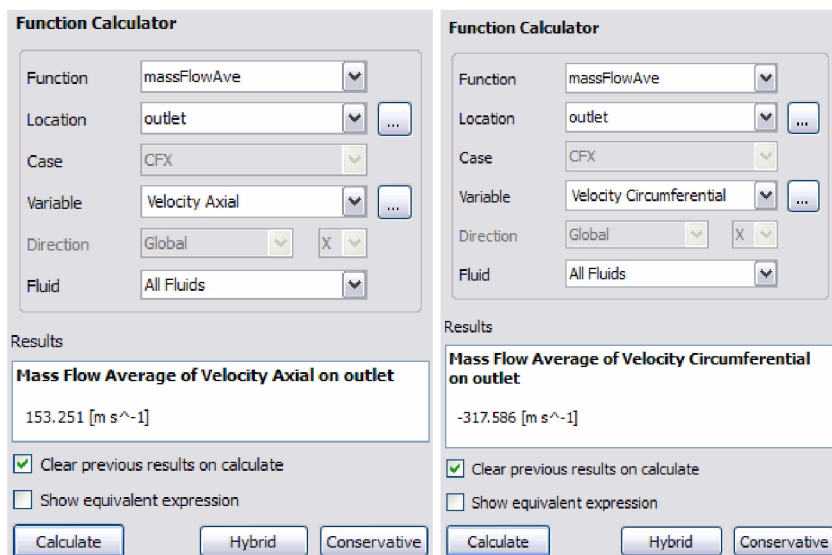 Function Calculator
Function massFlowAve
Location outlet ...
Case CFX
Variable Velocity Axial ...
Direction Global X
Fluid All Fluids
Results
Mass Flow Average of Velocity Axial on outlet
153.251 [m s^-1]
Clear previous results on calculate
Show equivalent expression
Calculate Hybrid Conservative
Function Calculator
Function massFlowAve
Location outlet ...
Case CFX
Variable Velocity Circumferential ...
Direction Global X
Fluid All Fluids
Results
Mass Flow Average of Velocity Circumferential
on outlet
-317.586 [m s^-1]
Clear previous results on calculate
Show equivalent expression
Calculate Hybrid Conservative